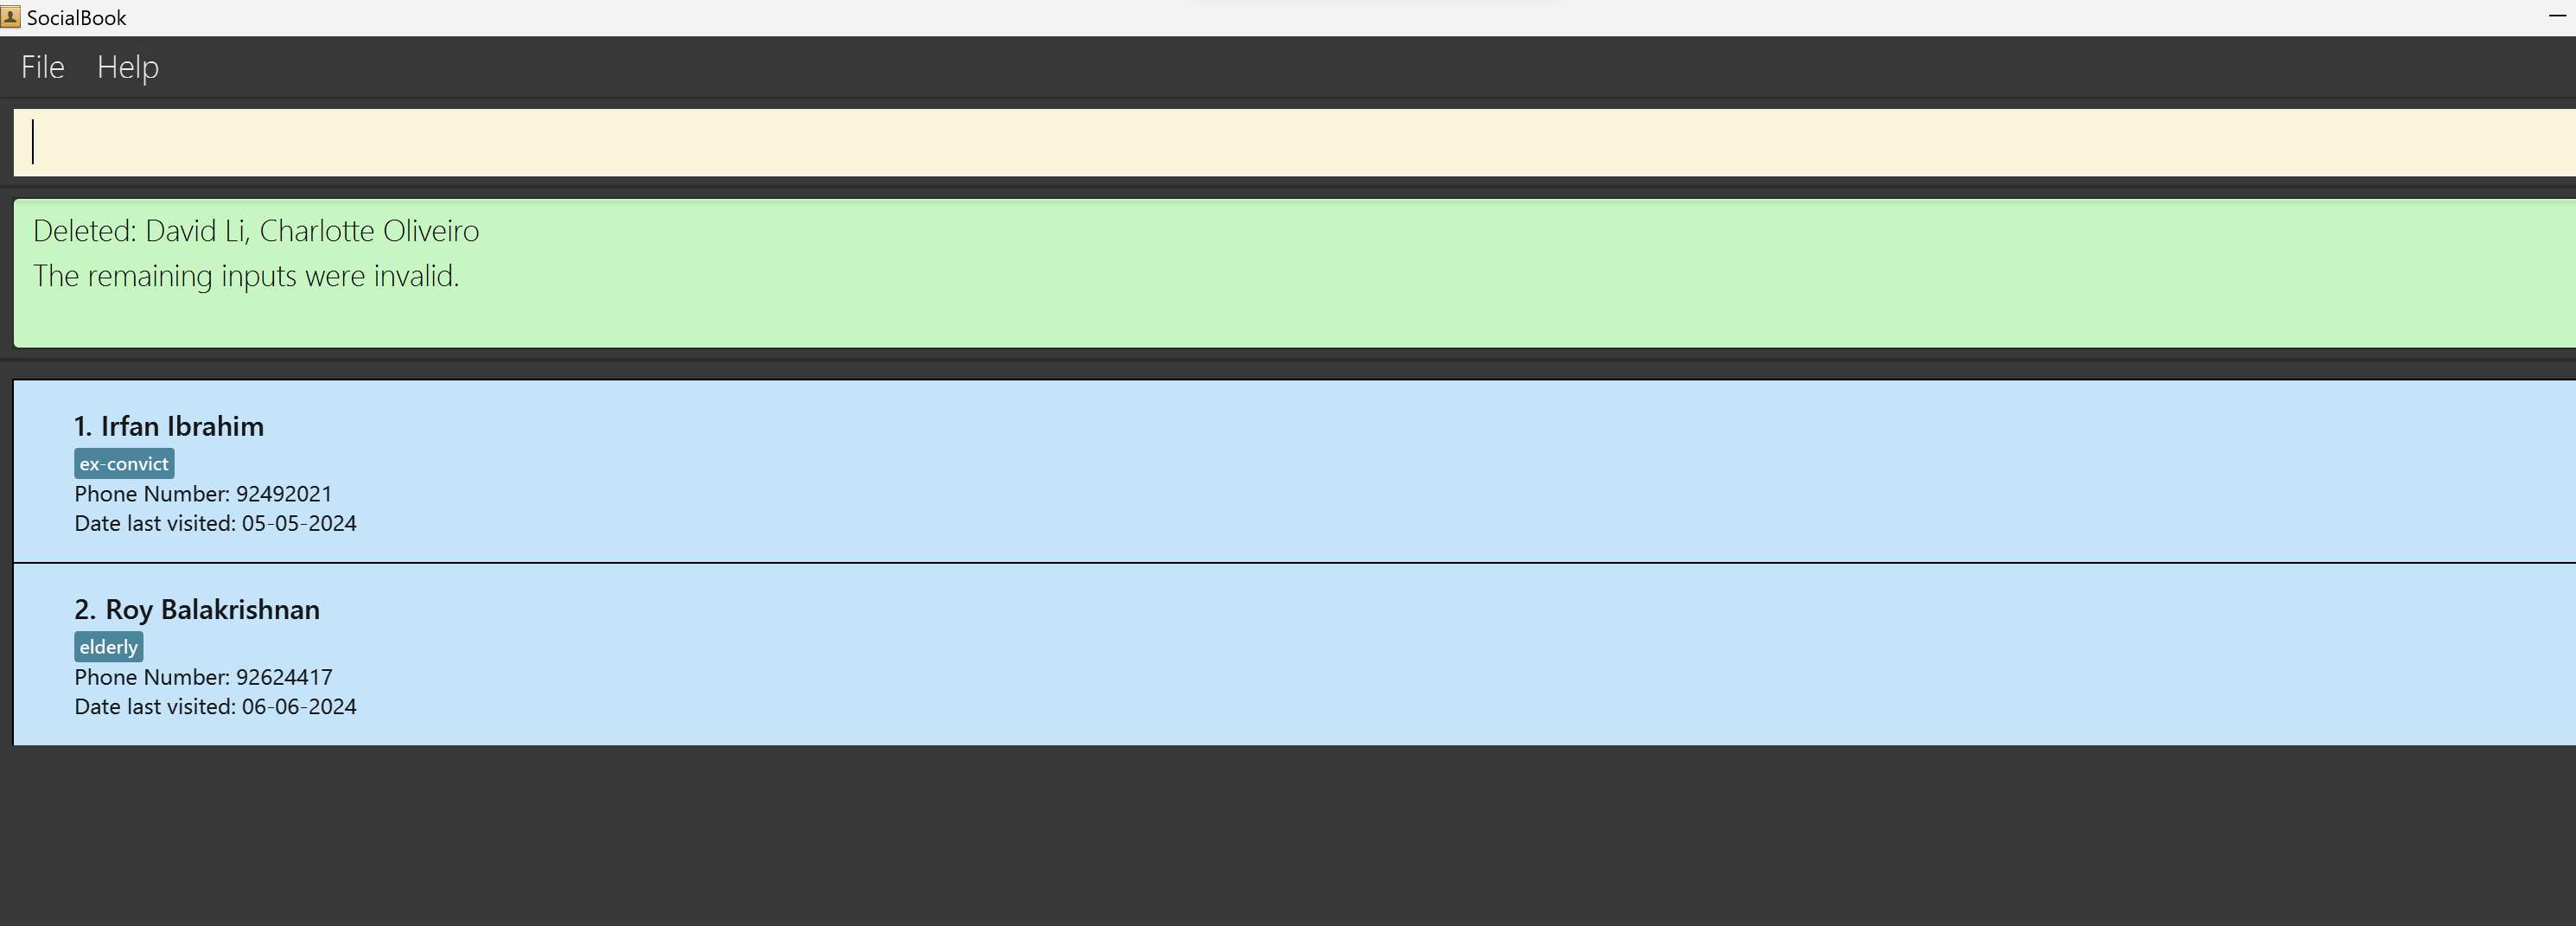 SocialBook
File Help
Deleted: David Li, Charlotte Oliveiro
The remaining inputs were invalid.
1. Irfan Ibrahim
ex-convict
Phone Number: 92492021
Date last visited: 05-05-2024
2. Roy Balakrishnan
elderly
Phone Number: 92624417
Date last visited: 06-06-2024